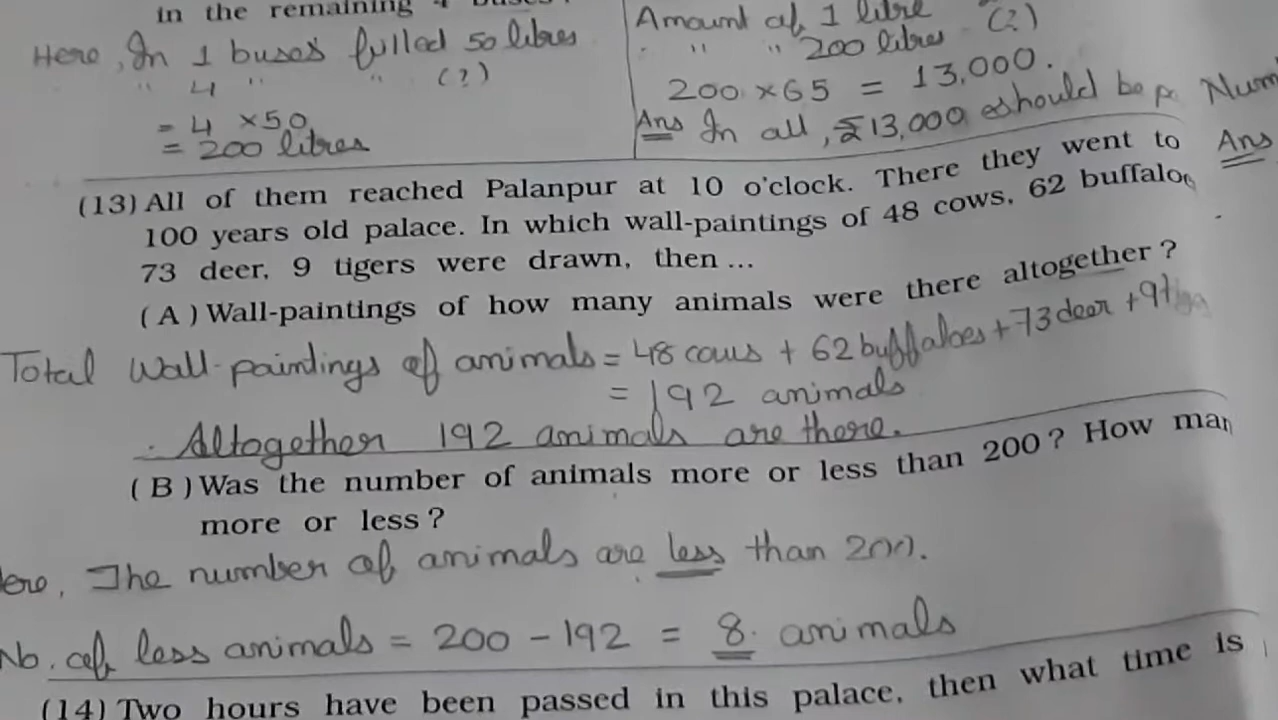 in the remaining 4 buses?
Here, In 1 buses fulled 50 litres
" 4 " " (?)
= 4 ×50
= 200 litres
Amount of 1 litre
" " 200 litres (?)
200 ×65 = 13,000.
Ans In all, ₹13,000 should be
Num
Ans
(13) All of them reached Palanpur at 10 o'clock. There they went to
100 years old palace. In which wall-paintings of 48 cows, 62 buffaloe
73 deer, 9 tigers were drawn, then ...
(A) Wall-paintings of how many animals were there altogether?
Total Wall-paintings of animals = 48 cows + 62 buffaloes + 73 deer + 9 tiger
= 192 animals
. Altogether 192 animals are there.
(B) Was the number of animals more or less than 200? How man
more or less?
ere, The number of animals are less than 200.
No. of less animals = 200 - 192 = 8. animals
(14) Two hours have been passed in this palace, then what time is